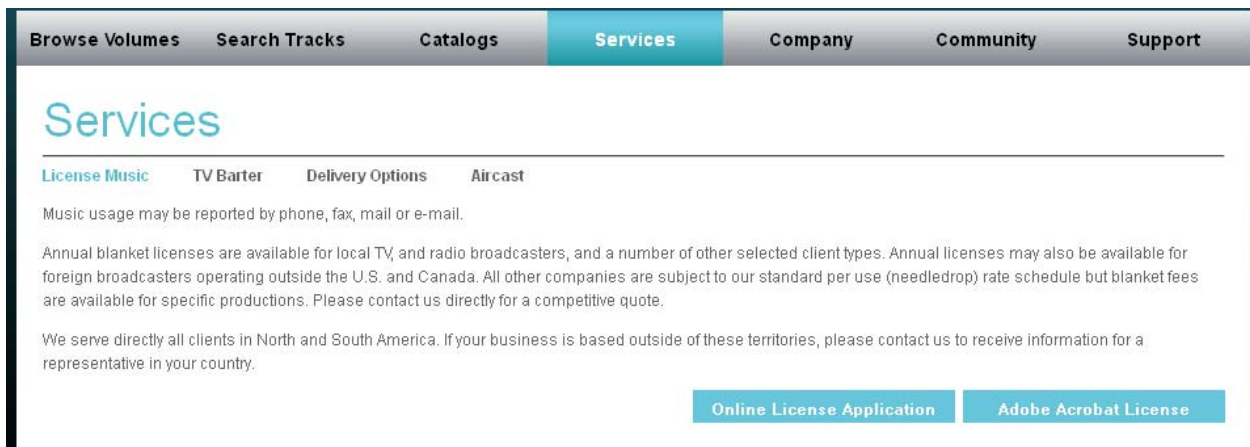 Browse Volumes Search Tracks Catalogs Services Company Community Support
Services
License Music TV Barter Delivery Options Aircast
Music usage may be reported by phone, fax, mail or e-mail.
Annual blanket licenses are available for local TV, and radio broadcasters, and a number of other selected client types. Annual licenses may also be available for
foreign broadcasters operating outside the U.S. and Canada. All other companies are subject to our standard per use (needledrop) rate schedule but blanket fees
are available for specific productions. Please contact us directly for a competitive quote.
We serve directly all clients in North and South America. If your business is based outside of these territories, please contact us to receive information for a
representative in your country.
Online License Application Adobe Acrobat License